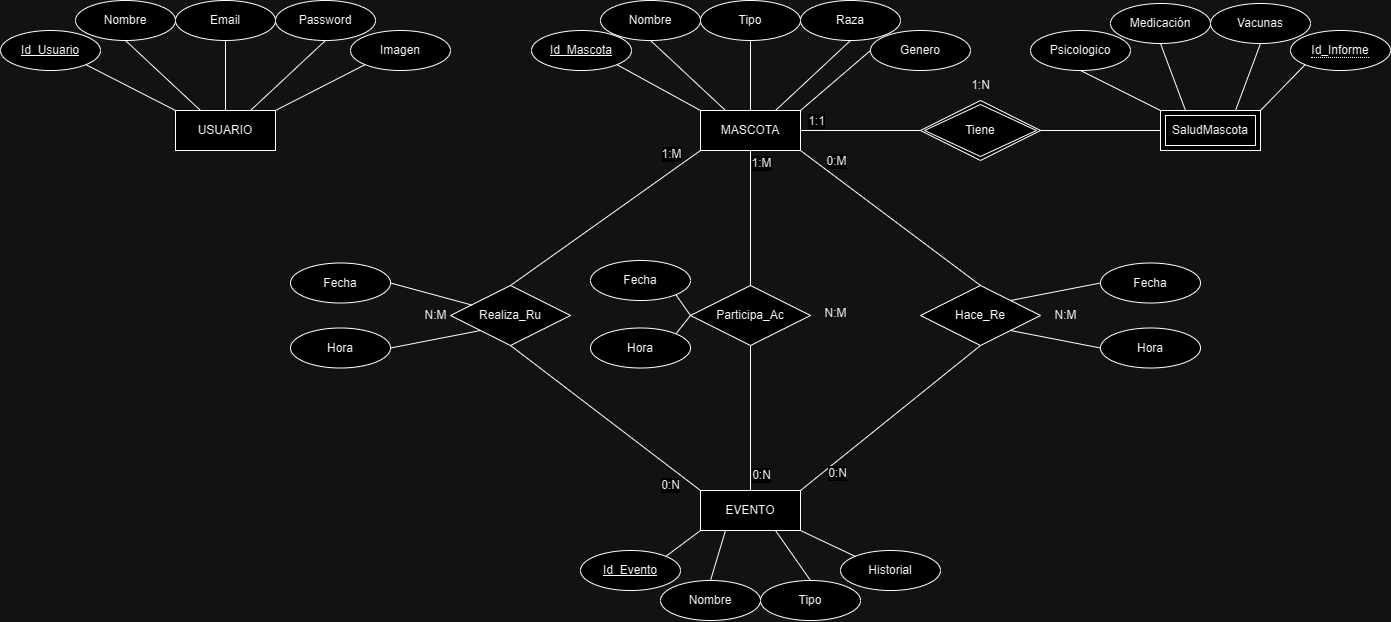 Nombre
Email
Password
Id_Usuario
Imagen
USUARIO
Nombre
Tipo
Raza
Id_Mascota
Genero
MASCOTA
Medicación
Vacunas
Psicologico
Id_Informe
SaludMascota
1:N
1:1
Tiene
1:M
1:M
0:M
Fecha
Hora
N:M
Realiza_Ru
Fecha
Hora
Participa_Ac
N:M
Hace_Re
N:M
Fecha
Hora
0:N
0:N
0:N
EVENTO
Id_Evento
Nombre
Tipo
Historial